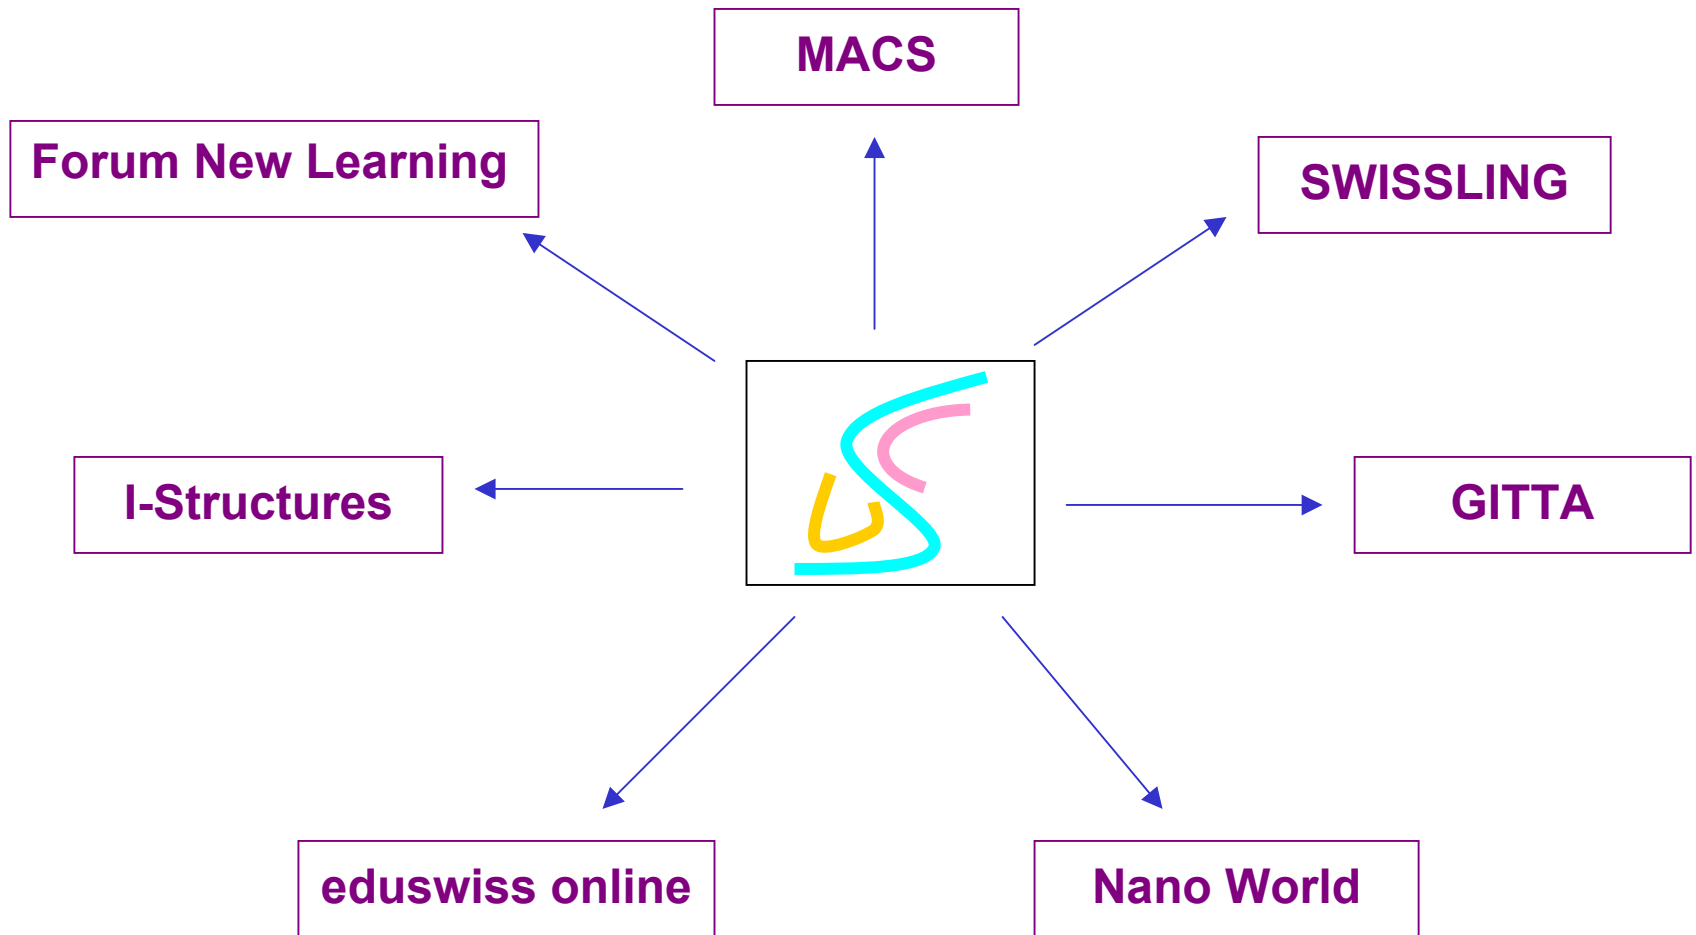 MACS
Forum New Learning
SWISSLING
I-Structures
GITTA
eduswiss online
Nano World